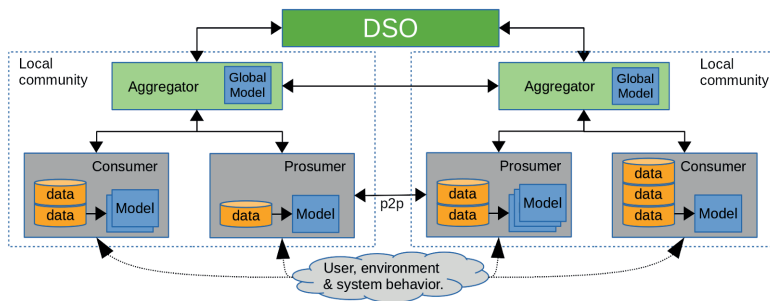 DSO
Local
community
Local
community
Aggregator
Global
Model
Aggregator
Global
Model
Consumer
data
data
Model
Prosumer
data
Model
p2p
Prosumer
data
data
Model
Consumer
data
data
data
Model
User, environment
& system behavior.